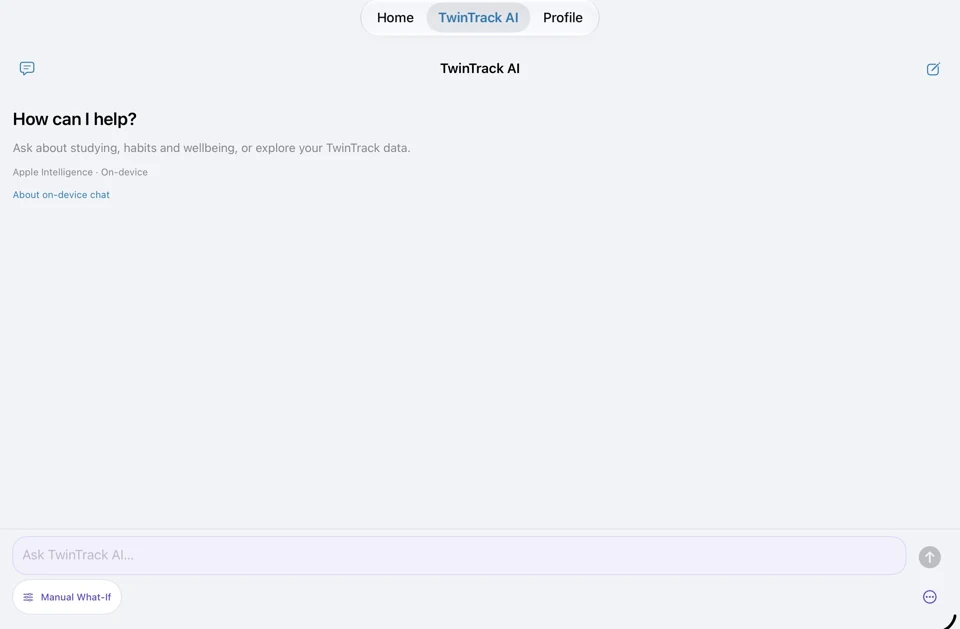 Home TwinTrack AI Profile
TwinTrack AI
How can I help?
Ask about studying, habits and wellbeing, or explore your TwinTrack data.
Apple Intelligence · On-device
About on-device chat
Ask TwinTrack AI...
Manual What-If